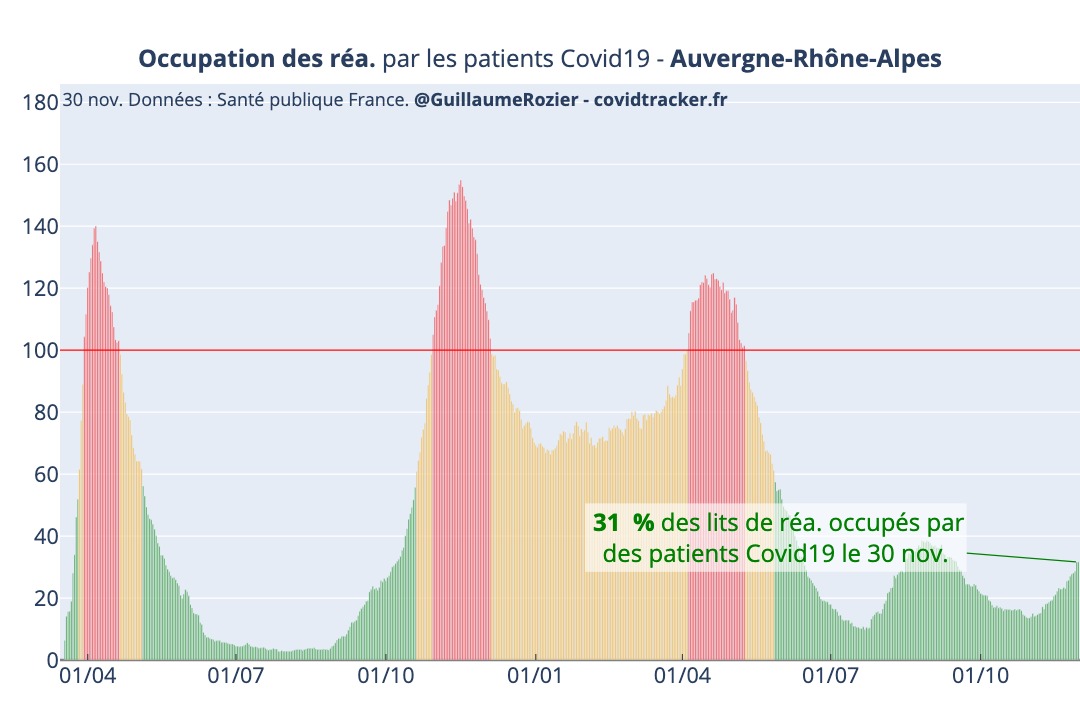 Occupation des réa. par les patients Covid19 - Auvergne-Rhône-Alpes
180
30 nov. Données : Santé publique France. @GuillaumeRozier - covidtracker.fr
160
140
120
100
80
60
31 % des lits de réa. occupés par
des patients Covid19 le 30 nov.
40
20
0
01/04 01/07 01/10 01/01 01/04 01/07 01/10